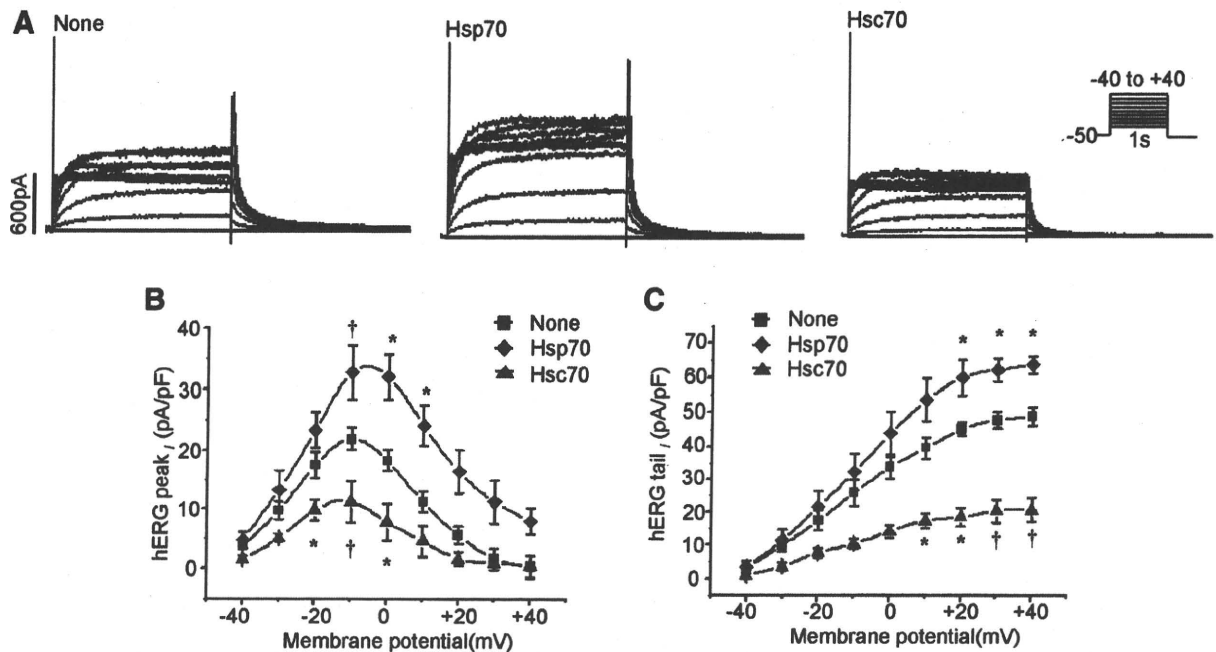 A
None
Hsp70
Hsc70
-40 to +40
-50
1s
600pA
B
None
Hsp70
Hsc70
hERG peak I (pA/pF)
40
30
20
10
0
† * *
* † *
-40 -20 0 +20 +40
Membrane potential(mV)
C
None
Hsp70
Hsc70
hERG tail I (pA/pF)
70
60
50
40
30
20
10
0
* * *
* * † †
-40 -20 0 +20 +40
Membrane potential(mV)